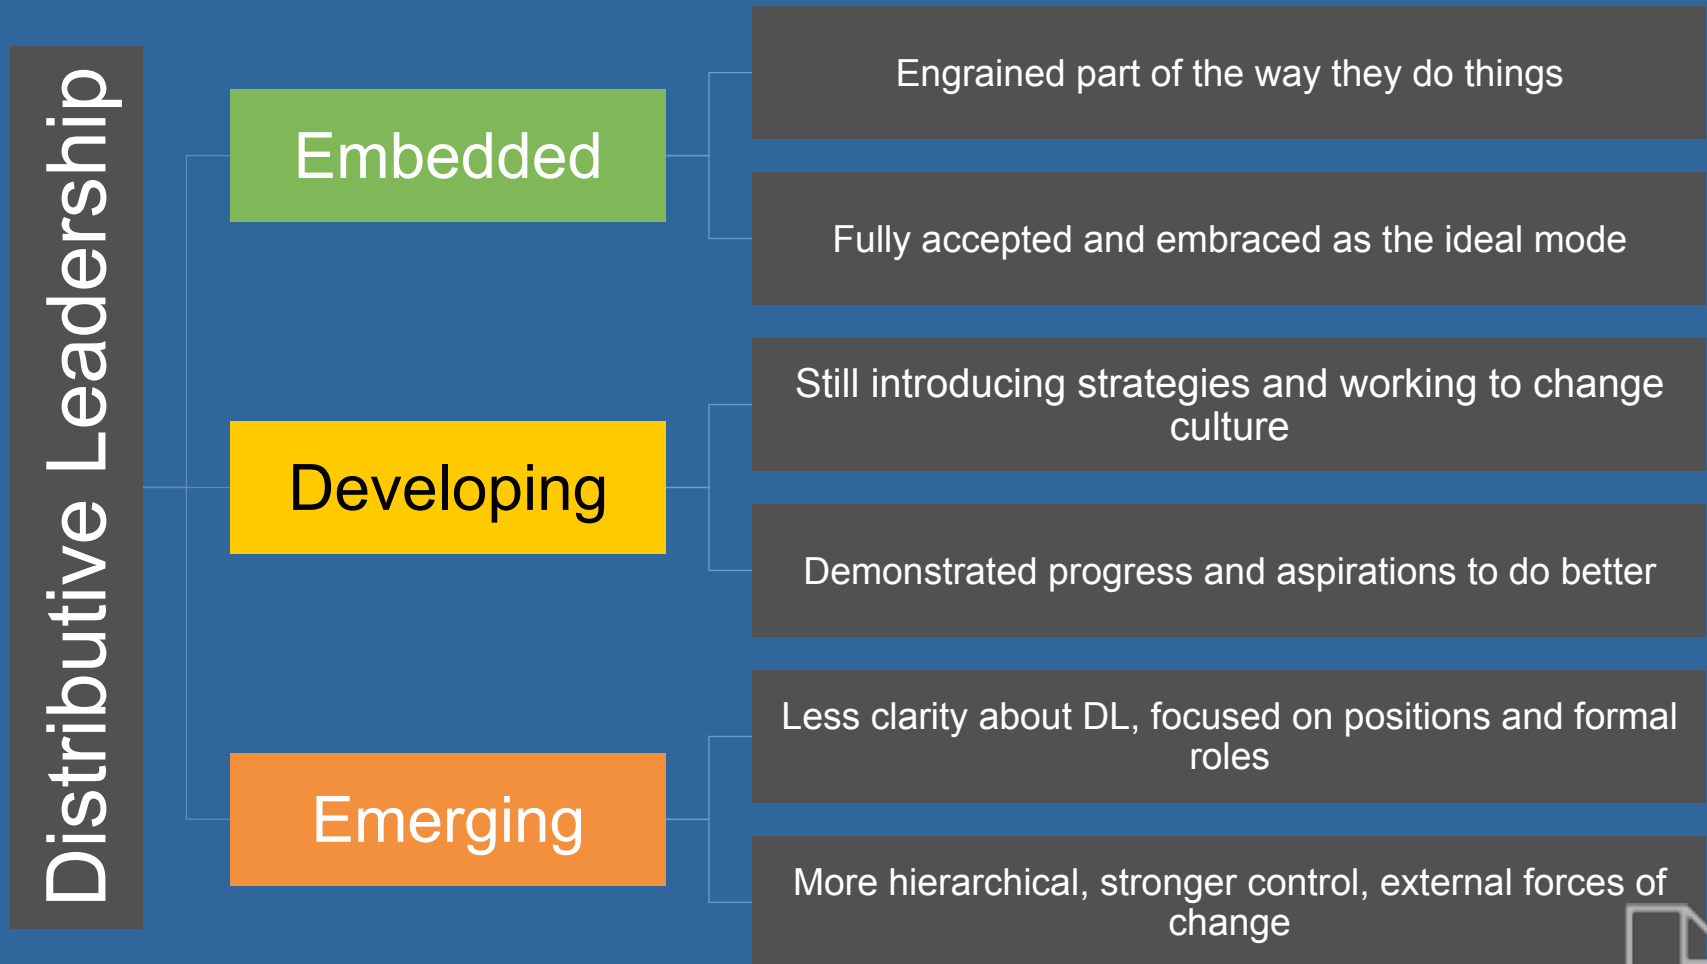 Distributive Leadership
Embedded
Engrained part of the way they do things
Fully accepted and embraced as the ideal mode
Developing
Still introducing strategies and working to change
culture
Demonstrated progress and aspirations to do better
Emerging
Less clarity about DL, focused on positions and formal
roles
More hierarchical, stronger control, external forces of
change